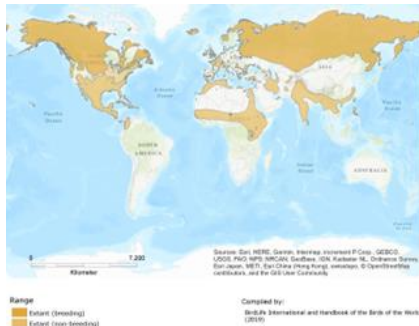 Pacific
Ocean
Atlantic
Ocean
ASIA
SOUTH
AMERICA
Indian
Ocean
Pacific
Ocean
AUSTRALIA
0
7.200
Kilometer
Sources: Esri, HERE, Garmin, Intermap, increment P Corp., GEBCO,
USGS, FAO, NPS, NRCAN, GeoBase, IGN, Kadaster NL, Ordnance Survey,
Esri Japan, METI, Esri China (Hong Kong), swisstopo, © OpenStreetMap
contributors, and the GIS User Community
Range
Extant (breeding)
Extant (non-breeding)
Compiled by:
BirdLife International and Handbook of the Birds of the World
(2019)